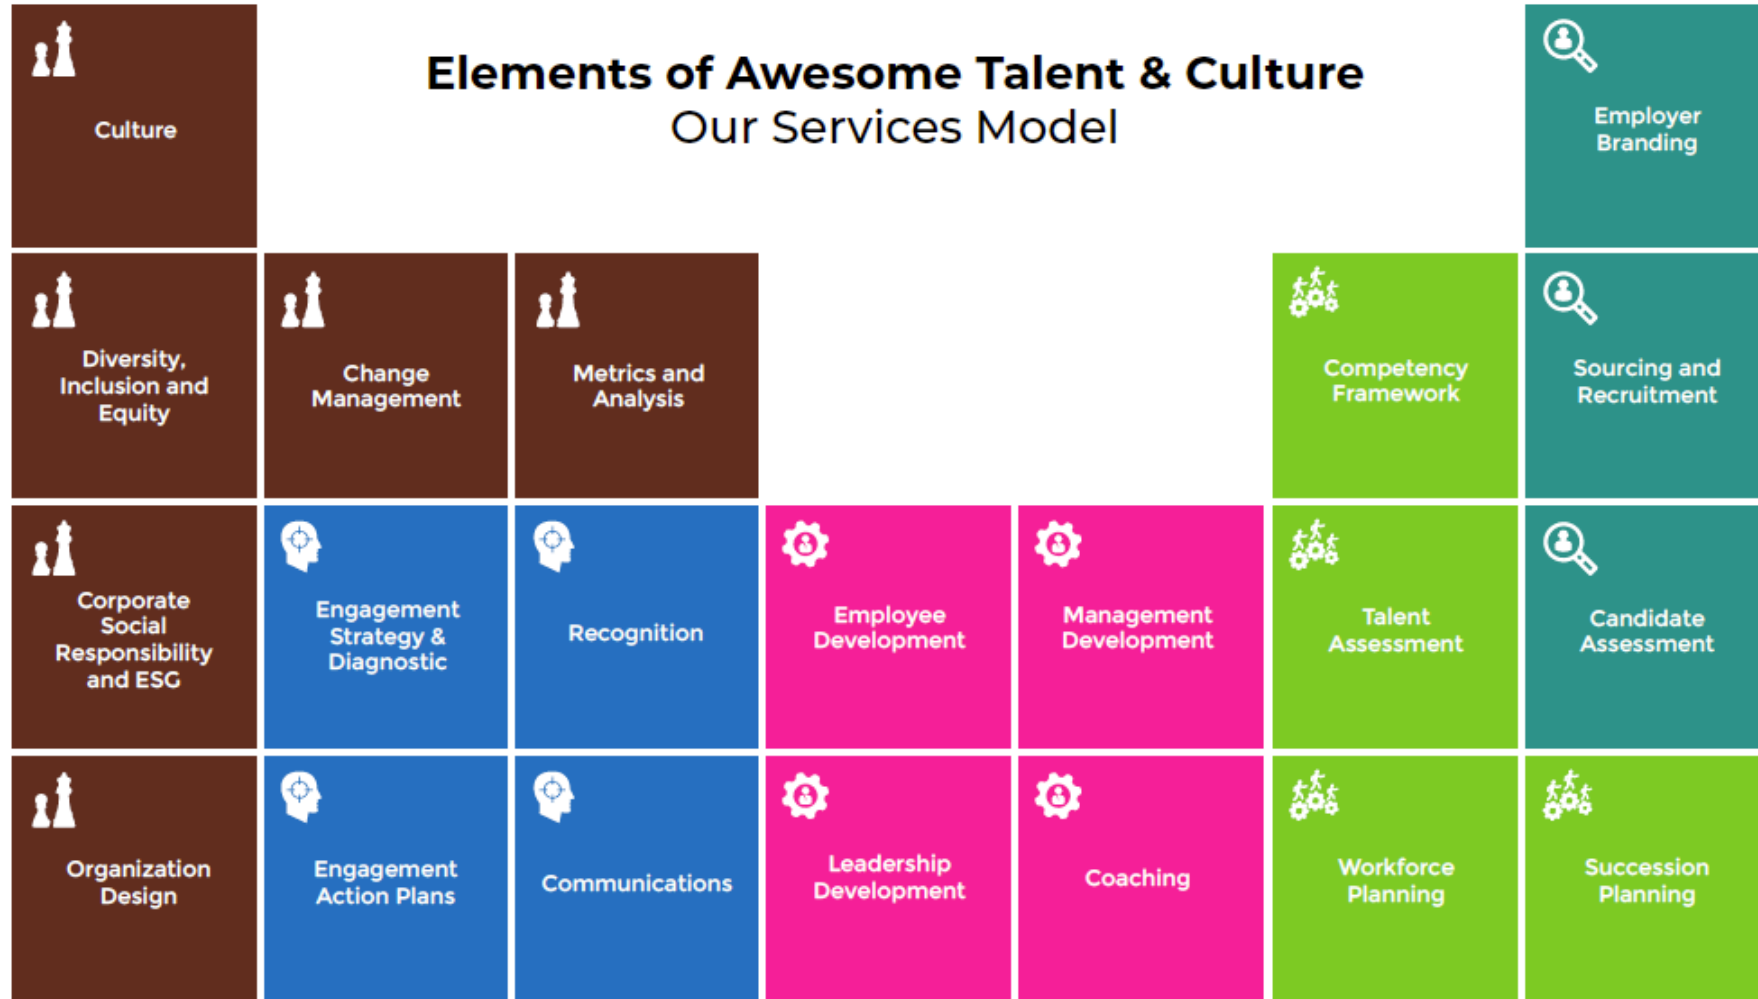 Elements of Awesome Talent & Culture
Our Services Model
Culture
Employer
Branding
Diversity,
Inclusion and
Equity
Change
Management
Metrics and
Analysis
Competency
Framework
Sourcing and
Recruitment
Corporate
Social
Responsibility
and ESG
Engagement
Strategy &
Diagnostic
Recognition
Employee
Development
Management
Development
Talent
Assessment
Candidate
Assessment
Organization
Design
Engagement
Action Plans
Communications
Leadership
Development
Coaching
Workforce
Planning
Succession
Planning